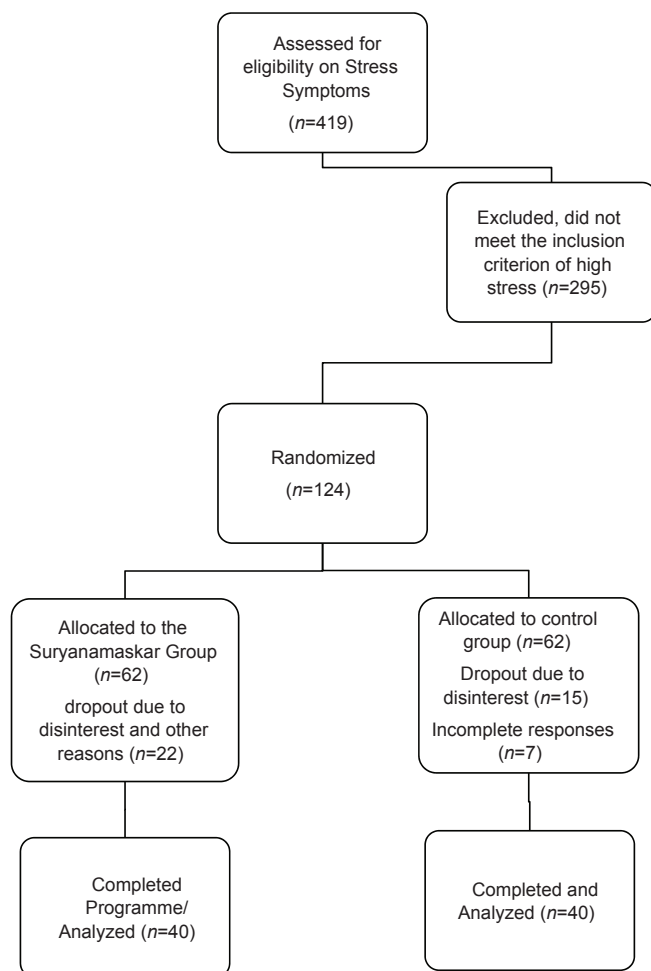 Assessed for
eligibility on Stress
Symptoms
(n=419)
Excluded, did not
meet the inclusion
criterion of high
stress (n=295)
Randomized
(n=124)
Allocated to the
Suryanamaskar Group
(n=62)
dropout due to
disinterest and other
reasons (n=22)
Allocated to control
group (n=62)
Dropout due to
disinterest (n=15)
Incomplete responses
(n=7)
Completed
Programme/
Analyzed (n=40)
Completed and
Analyzed (n=40)